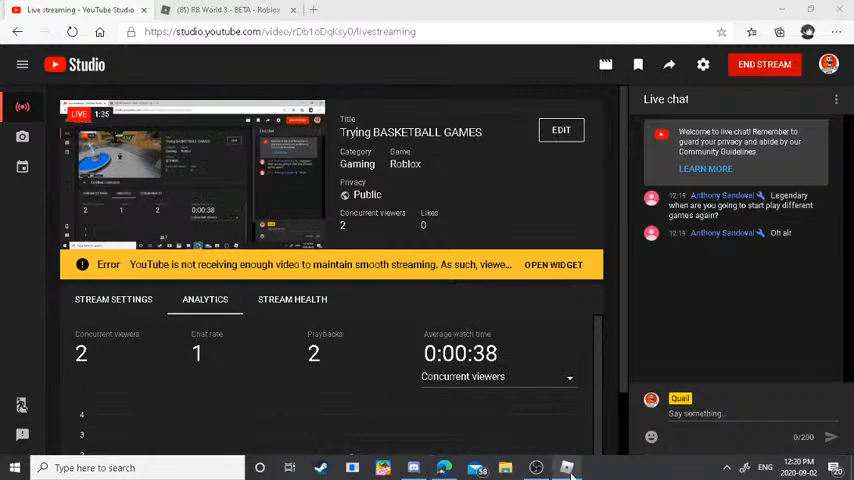 Live streaming - YouTube Studio
(85) RB World 3 - BETA - Roblox
https://studio.youtube.com/video/rDb1oDqKsy0/livestreaming
Studio
END STREAM
LIVE 1:35
Title
Trying BASKETBALL GAMES
EDIT
Category Game
Gaming Roblox
Privacy
Public
Concurrent viewers Likes
2 0
Error YouTube is not receiving enough video to maintain smooth streaming. As such, viewe... OPEN WIDGET
STREAM SETTINGS ANALYTICS STREAM HEALTH
Concurrent viewers Chat rate Playbacks Average watch time
2 1 2 0:00:38
Concurrent viewers
4
3
Live chat
Welcome to live chat! Remember to
guard your privacy and abide by our
Community Guidelines.
LEARN MORE
12:19 Anthony Sandoval Legendary
when are you going to start play different
games again?
12:19 Anthony Sandoval Oh alr
Quail
Say something...
0/200
Type here to search
58
ENG
12:20 PM
2020-09-02
20